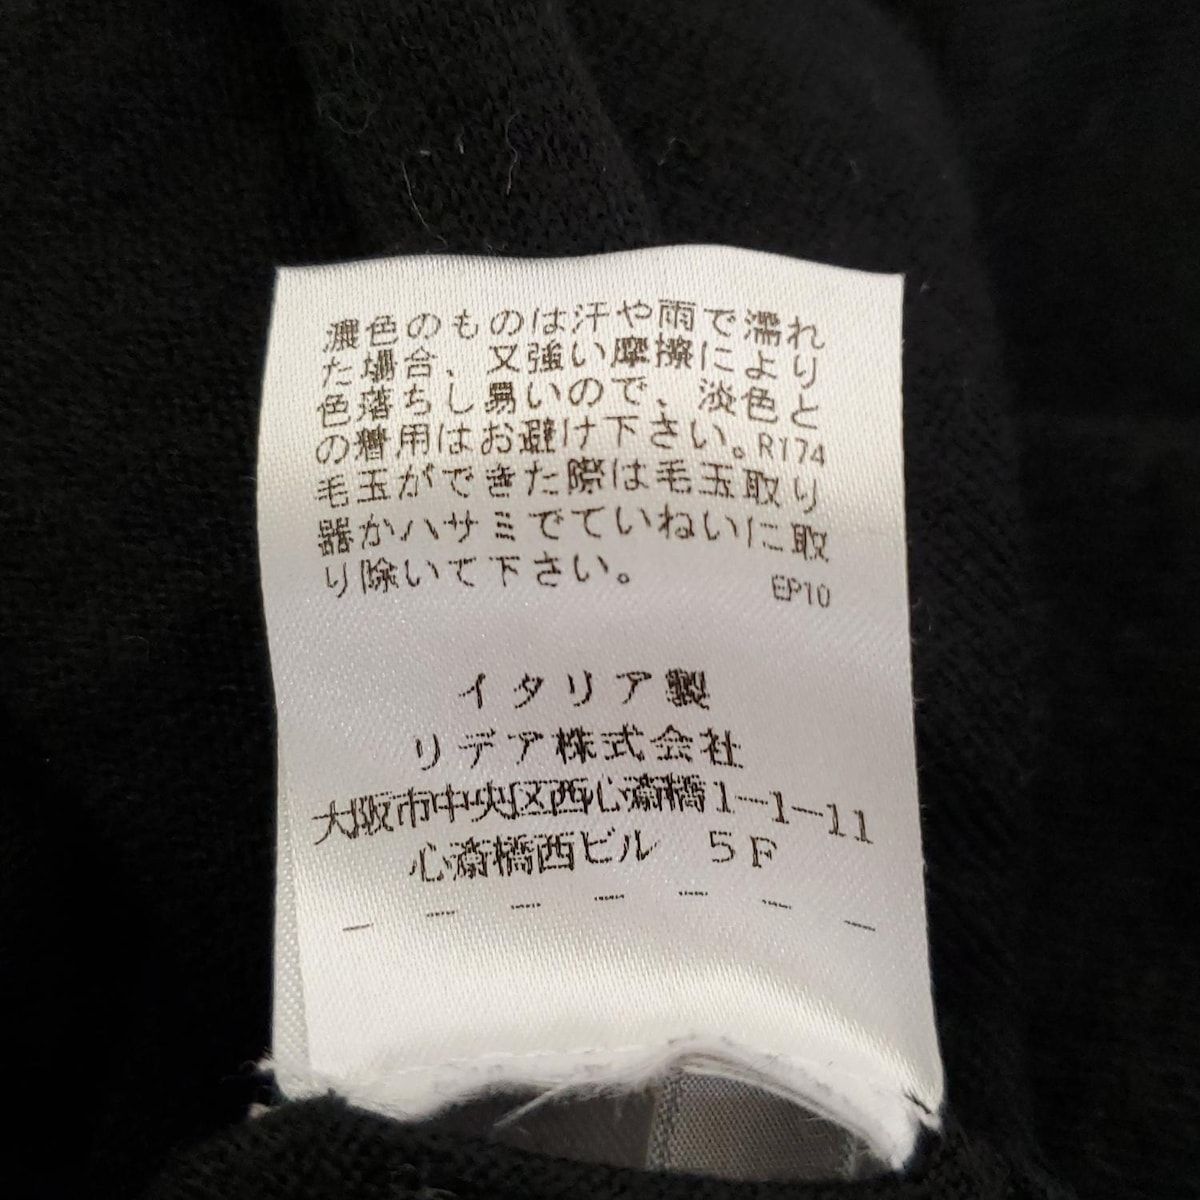 濃色のものは汗や雨で濡れ
た場合、又強い摩擦により
色落ちし易いので、淡色と
の着用はお避け下さい。R174
毛玉ができた際は毛玉取り
器かハサミでていねいに取
り除いて下さい。 EP10
イタリア製
リデア株式会社
大阪市中央区西心斎橋1-1-11
心斎橋西ビル 5F